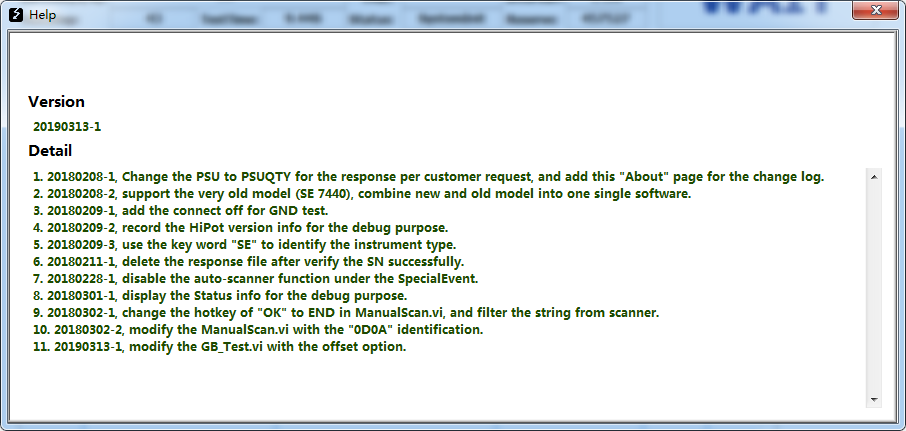 Help
Version
20190313-1
Detail
1. 20180208-1, Change the PSU to PSUQTY for the response per customer request, and add this "About" page for the change log.
2. 20180208-2, support the very old model (SE 7440), combine new and old model into one single software.
3. 20180209-1, add the connect off for GND test.
4. 20180209-2, record the HiPot version info for the debug purpose.
5. 20180209-3, use the key word "SE" to identify the instrument type.
6. 20180211-1, delete the response file after verify the SN successfully.
7. 20180228-1, disable the auto-scanner function under the SpecialEvent.
8. 20180301-1, display the Status info for the debug purpose.
9. 20180302-1, change the hotkey of "OK" to END in ManualScan.vi, and filter the string from scanner.
10. 20180302-2, modify the ManualScan.vi with the "0D0A" identification.
11. 20190313-1, modify the GB_Test.vi with the offset option.